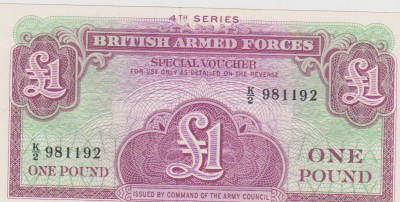 4TH SERIES
BRITISH ARMED FORCES
SPECIAL VOUCHER
FOR USE ONLY AS DETAILED ON THE REVERSE
£1
£1
K/2 981192
K/2 981192
£1
ONE POUND
ONE
POUND
ISSUED BY COMMAND OF THE ARMY COUNCIL